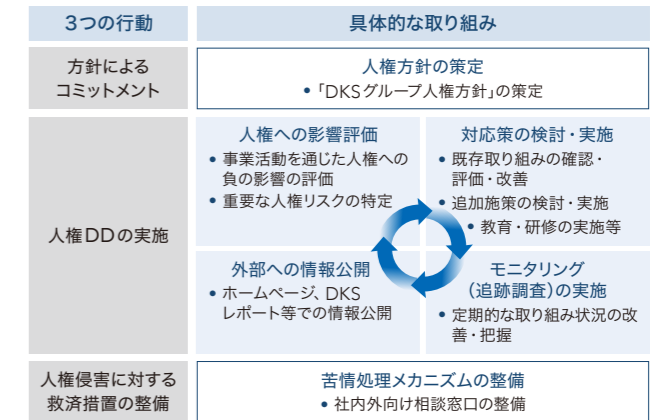 3つの行動
具体的な取り組み
方針による
コミットメント
人権方針の策定
• 「DKSグループ人権方針」の策定
人権DDの実施
人権への影響評価
• 事業活動を通じた人権への
負の影響の評価
• 重要な人権リスクの特定
対応策の検討・実施
• 既存取り組みの確認・
評価・改善
• 追加施策の検討・実施
• 教育・研修の実施等
外部への情報公開
• ホームページ、DKS
レポート等での情報公開
モニタリング
（追跡調査）の実施
• 定期的な取り組み状況の改
善・把握
人権侵害に対する
救済措置の整備
苦情処理メカニズムの整備
• 社内外向け相談窓口の整備